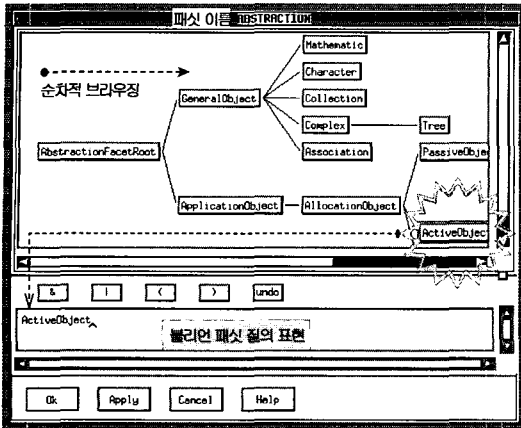 패싯 이름 ABSTRACTION
Mathematic
Character
순차적 브라우징
GeneralObject
Collection
Complex
Tree
AbstractionFacetRoot
Association
PassiveObjec
ApplicationObject
AllocationObject
ActiveObject
& | ( ) undo
ActiveObject
불리언 패싯 질의 표현
Ok Apply Cancel Help